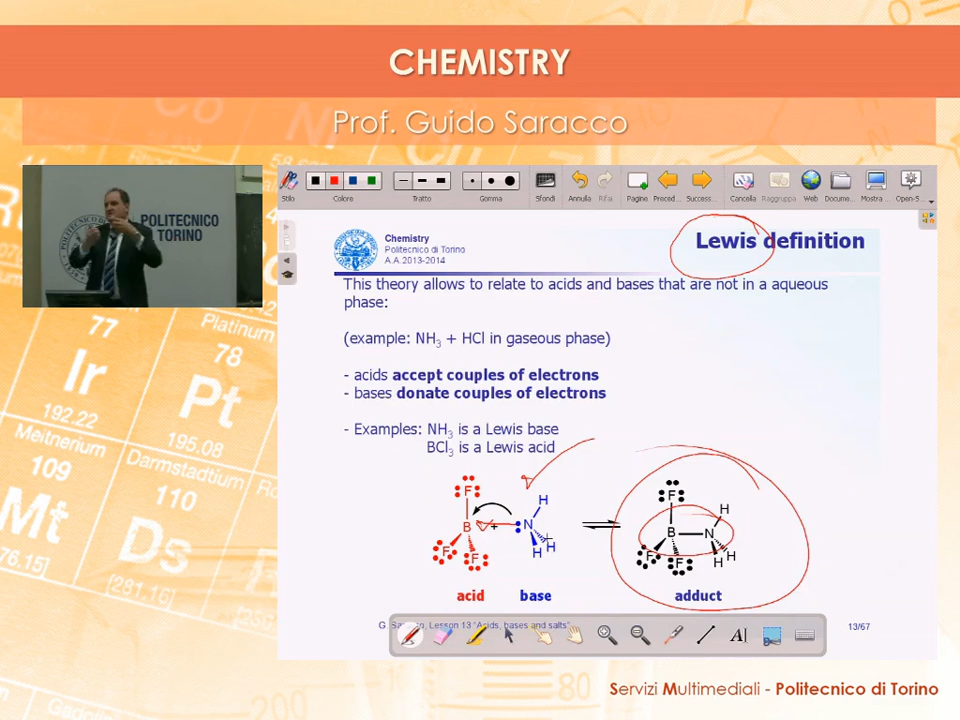 CHEMISTRY
Prof. Guido Saracco
POLITECNICO
TORINO
Stilo
Colore
Tratto
Gomma
Sfondi
Annulla
Rifai
Pagine
Preced...
Success...
Cancella
Raggruppa
Web
Docume...
Mostra ...
Open-S...
Chemistry
Politecnico di Torino
A.A.2013-2014
Lewis definition
This theory allows to relate to acids and bases that are not in a aqueous
phase:
(example: NH3 + HCl in gaseous phase)
- acids accept couples of electrons
- bases donate couples of electrons
- Examples: NH3 is a Lewis base
BCl3 is a Lewis acid
F
B
F
F
+
N
H
H
H
F
B
N
H
H
H
F
F
acid
base
adduct
Lesson 13 "Acids, bases and salts"
13/67
77
Ir
192.22
Platinum
78
Pt
195.08
Meitnerium
109
Mt
Darmstadtium
110
Ds
[281.16]
80
Servizi Multimediali - Politecnico di Torino